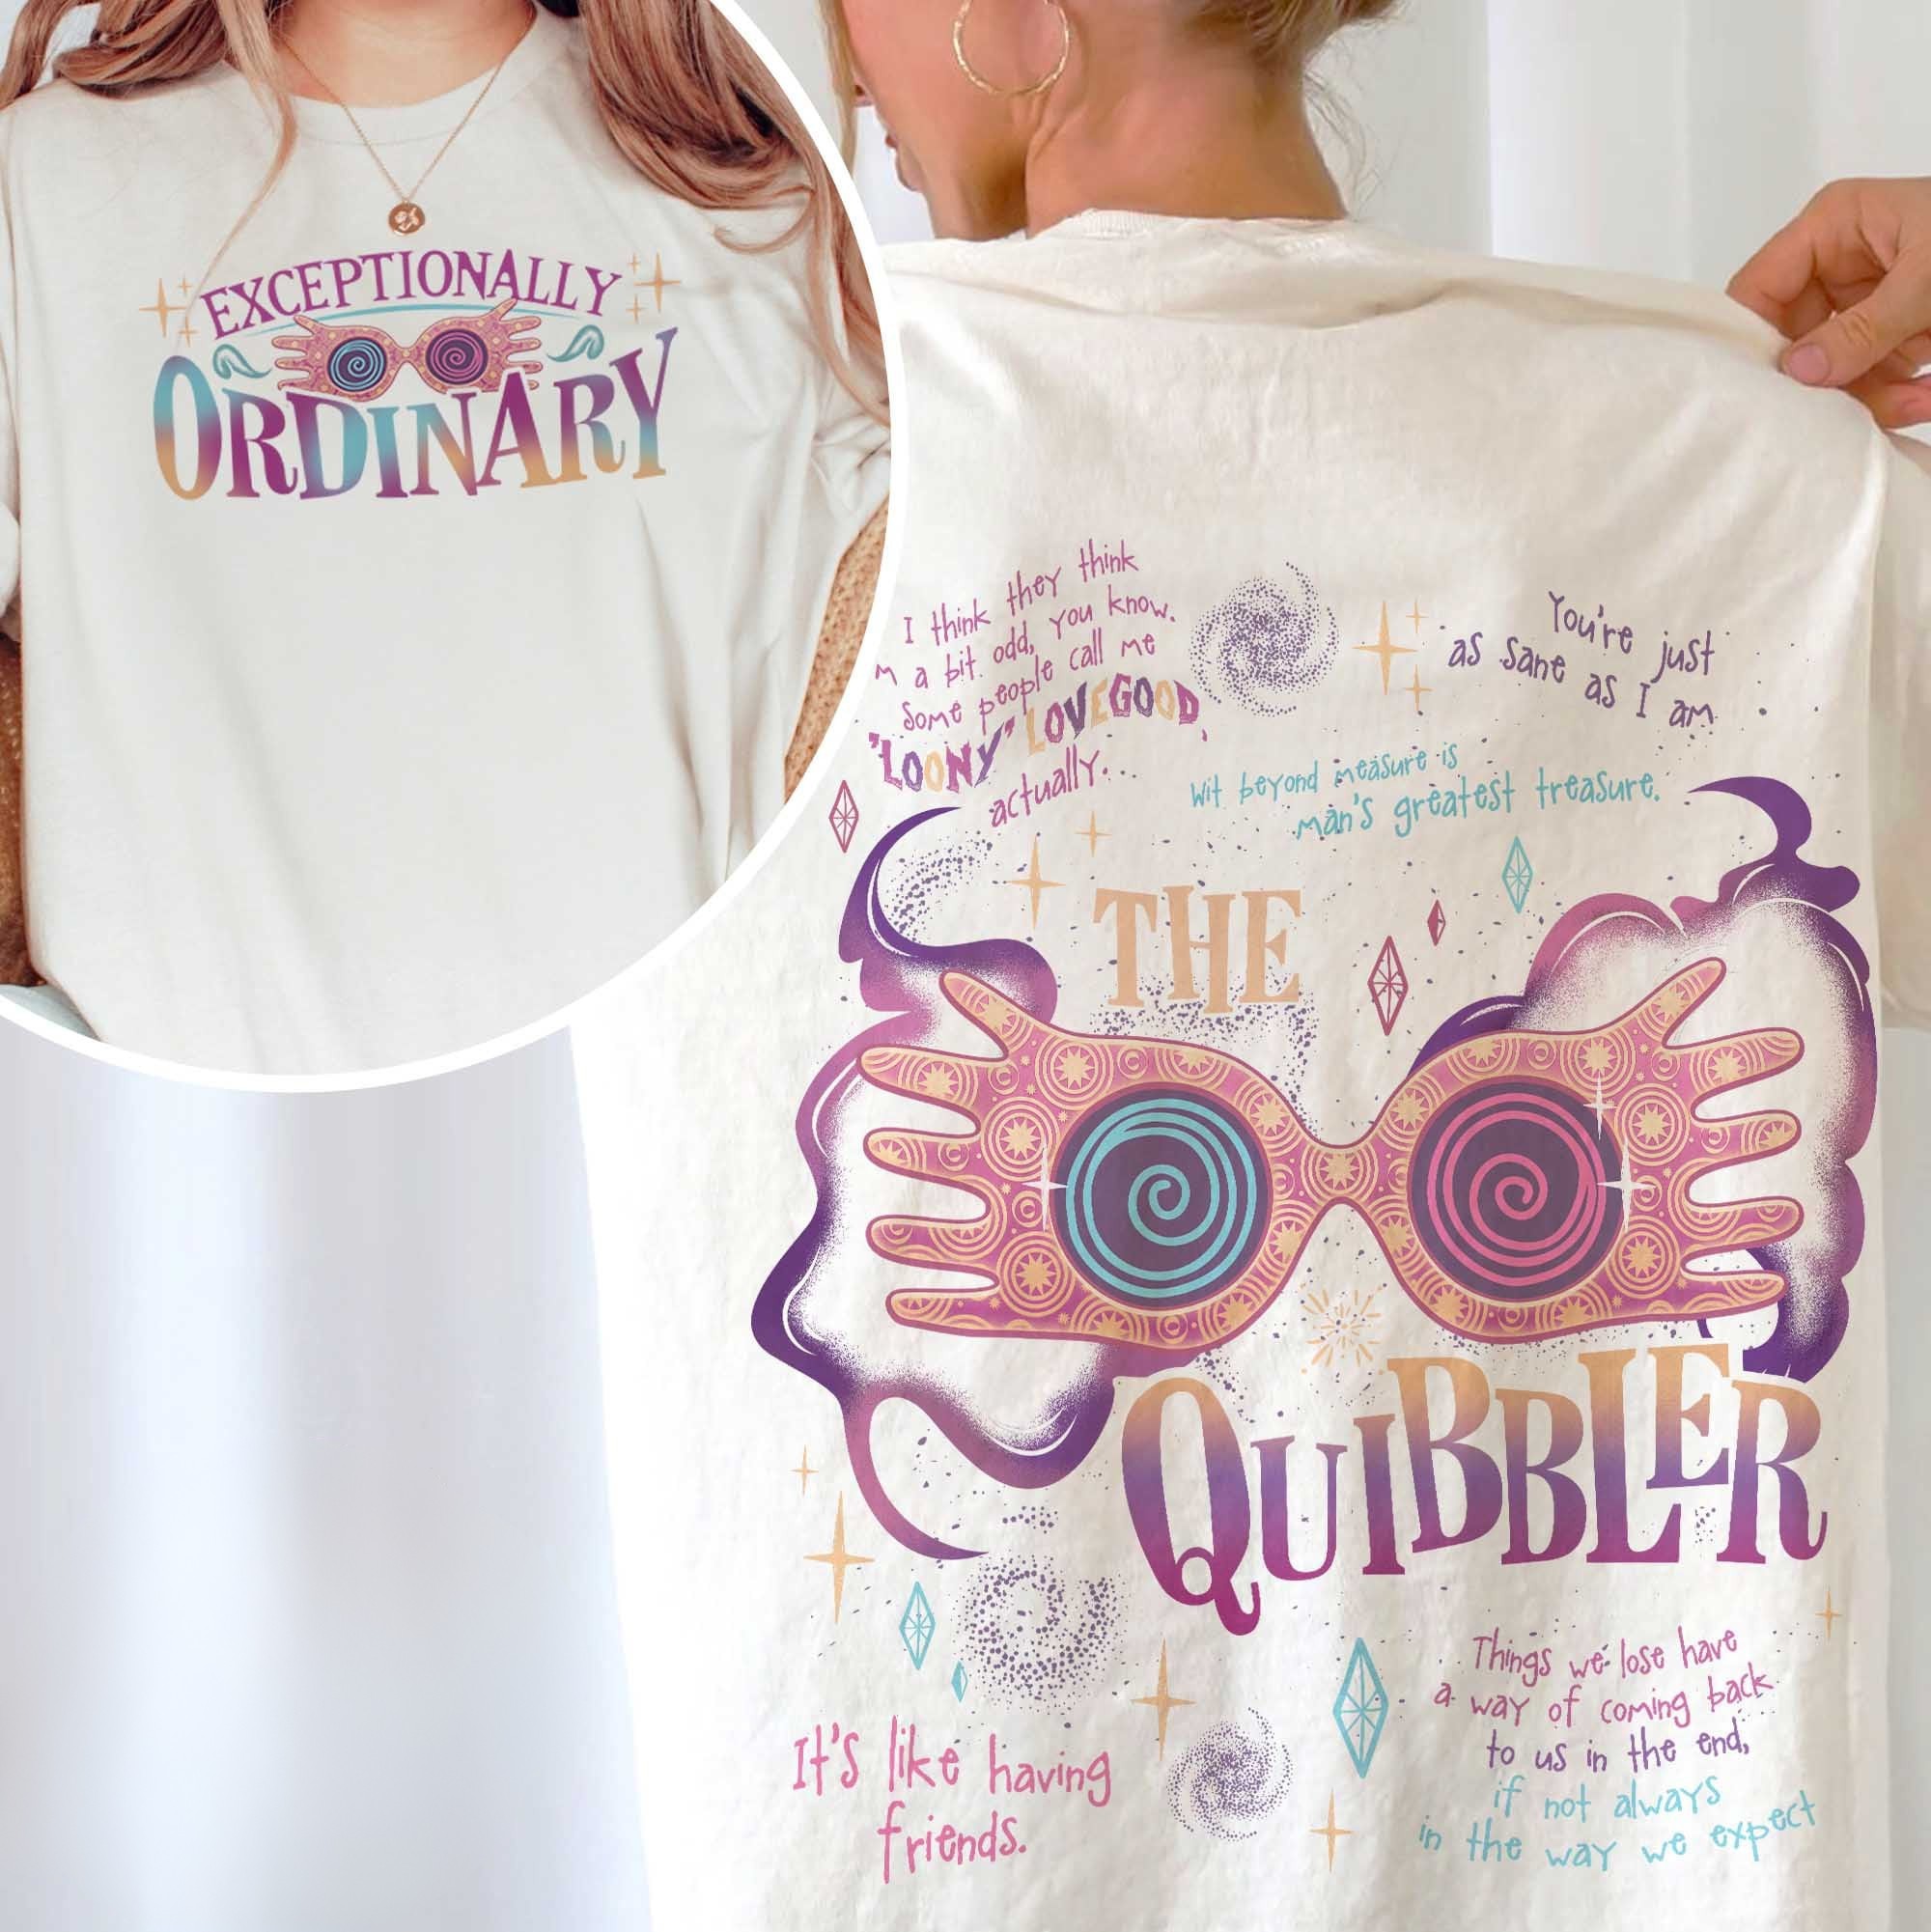 EXCEPTIONALLY
ORDINARY
I think they think
a bit odd, you know.
Some people call me
"LOONY" LOVEGOOD,
actually...
You're just
as sane as I am
Wit beyond measure is
man's greatest treasure.
THE
QUIBBLER
It's like having
friends.
Things we lose have
a way of coming back
to us in the end,
if not always
in the way we expect